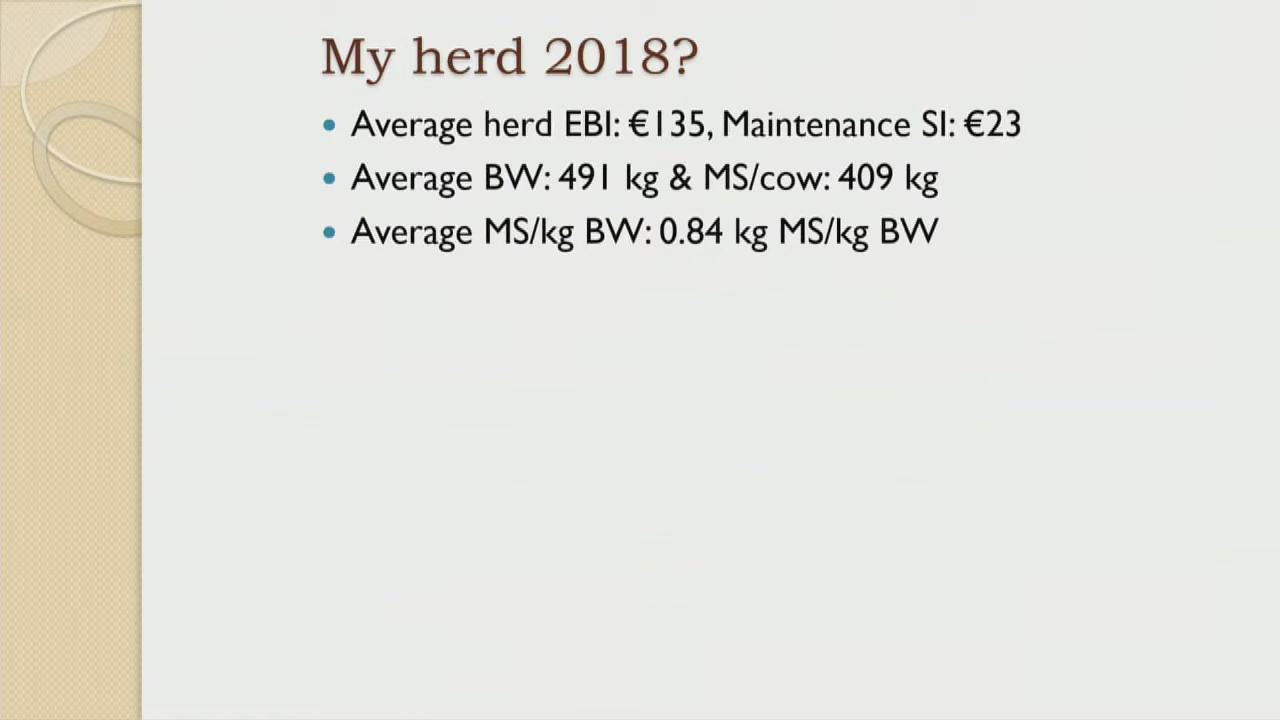 My herd 2018?
• Average herd EBI: €135, Maintenance SI: €23
• Average BW: 491 kg & MS/cow: 409 kg
• Average MS/kg BW: 0.84 kg MS/kg BW